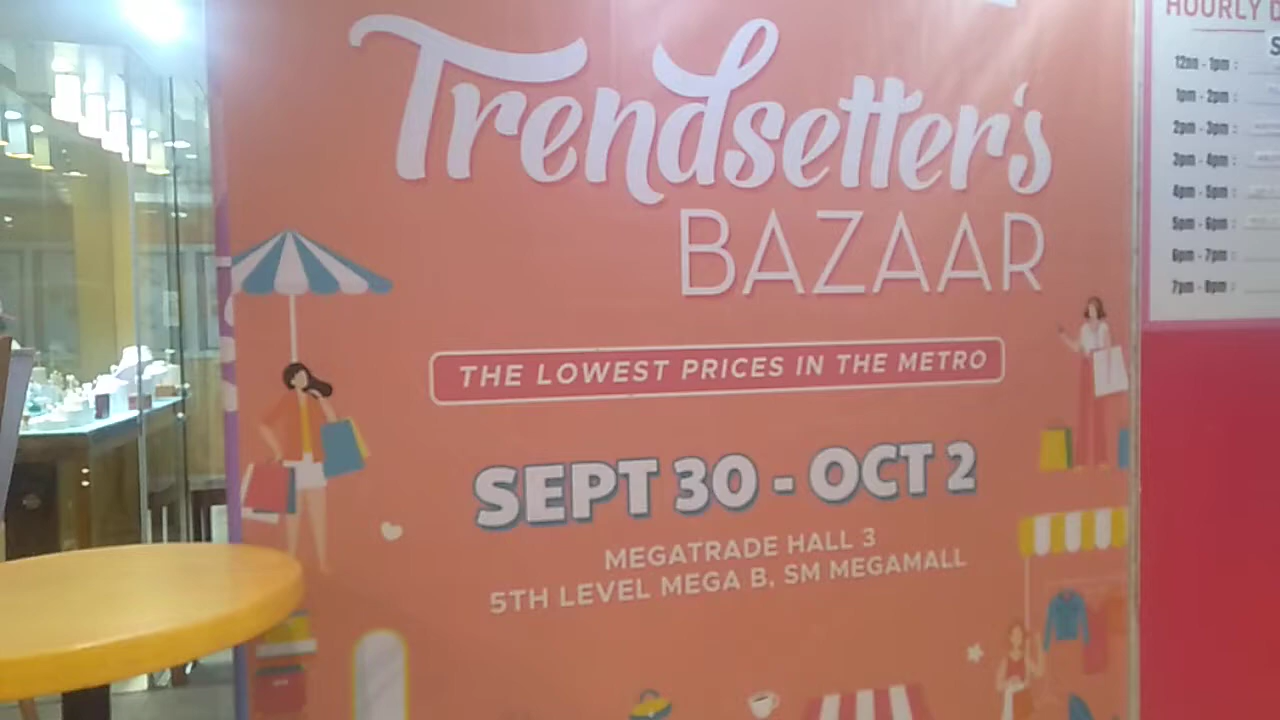 Trendsetter's
BAZAAR
THE LOWEST PRICES IN THE METRO
SEPT 30 - OCT 2
MEGATRADE HALL 3
5TH LEVEL MEGA B, SM MEGAMALL
HOURLY
12nn - 1pm :
1pm - 2pm :
2pm - 3pm :
3pm - 4pm :
4pm - 5pm :
5pm - 6pm :
6pm - 7pm :
7pm - 8pm :